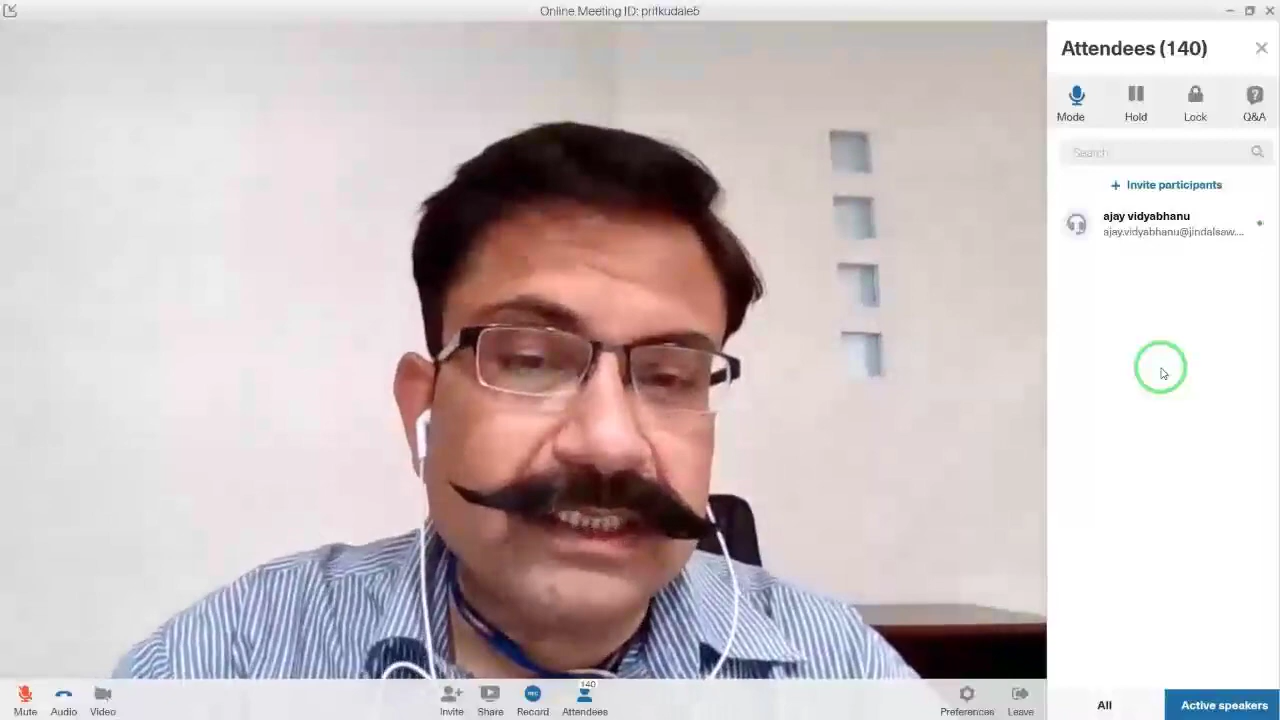 Online Meeting ID: pritkudale5
Attendees (140)
Mode
Hold
Lock
Q&A
Search
+ Invite participants
ajay vidyabhanu
ajay.vidyabhanu@jindalsaw....
All
Active speakers
Mute
Audio
Video
Invite
Share
REC
Record
140
Attendees
Preferences
Leave